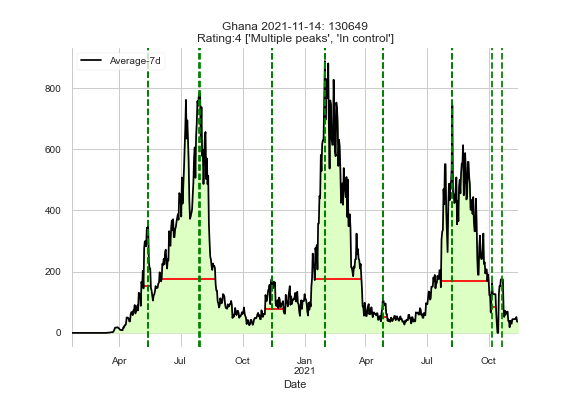 Ghana 2021-11-14: 130649
Rating:4 ['Multiple peaks', 'In control']
Average-7d
800
600
400
200
0
Apr
Jul
Oct
Jan
2021
Apr
Jul
Oct
Date